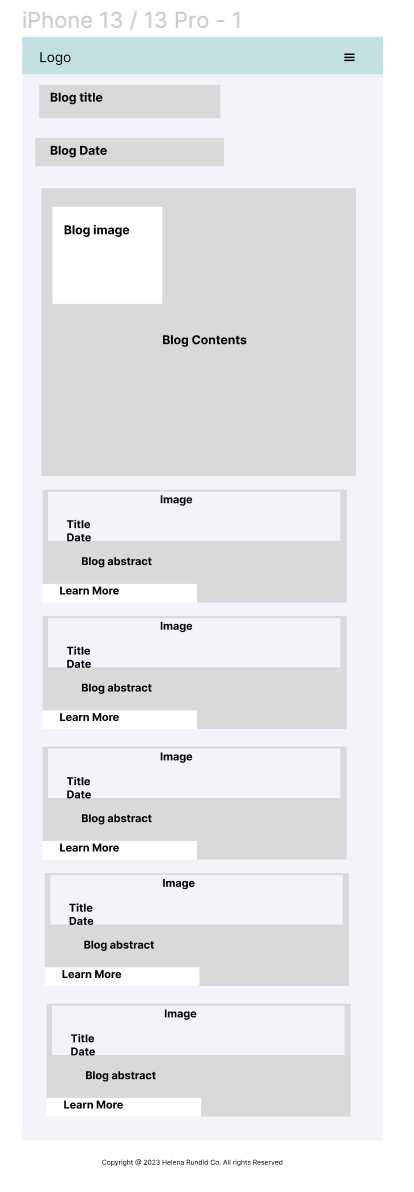 iPhone 13 / 13 Pro - 1
Logo
Blog title
Blog Date
Blog image
Blog Contents
Image
Title
Date
Blog abstract
Learn More
Image
Title
Date
Blog abstract
Learn More
Image
Title
Date
Blog abstract
Learn More
Image
Title
Date
Blog abstract
Learn More
Image
Title
Date
Blog abstract
Learn More
Copyright @ 2023 Helena Rundid Co. All rights Reserved